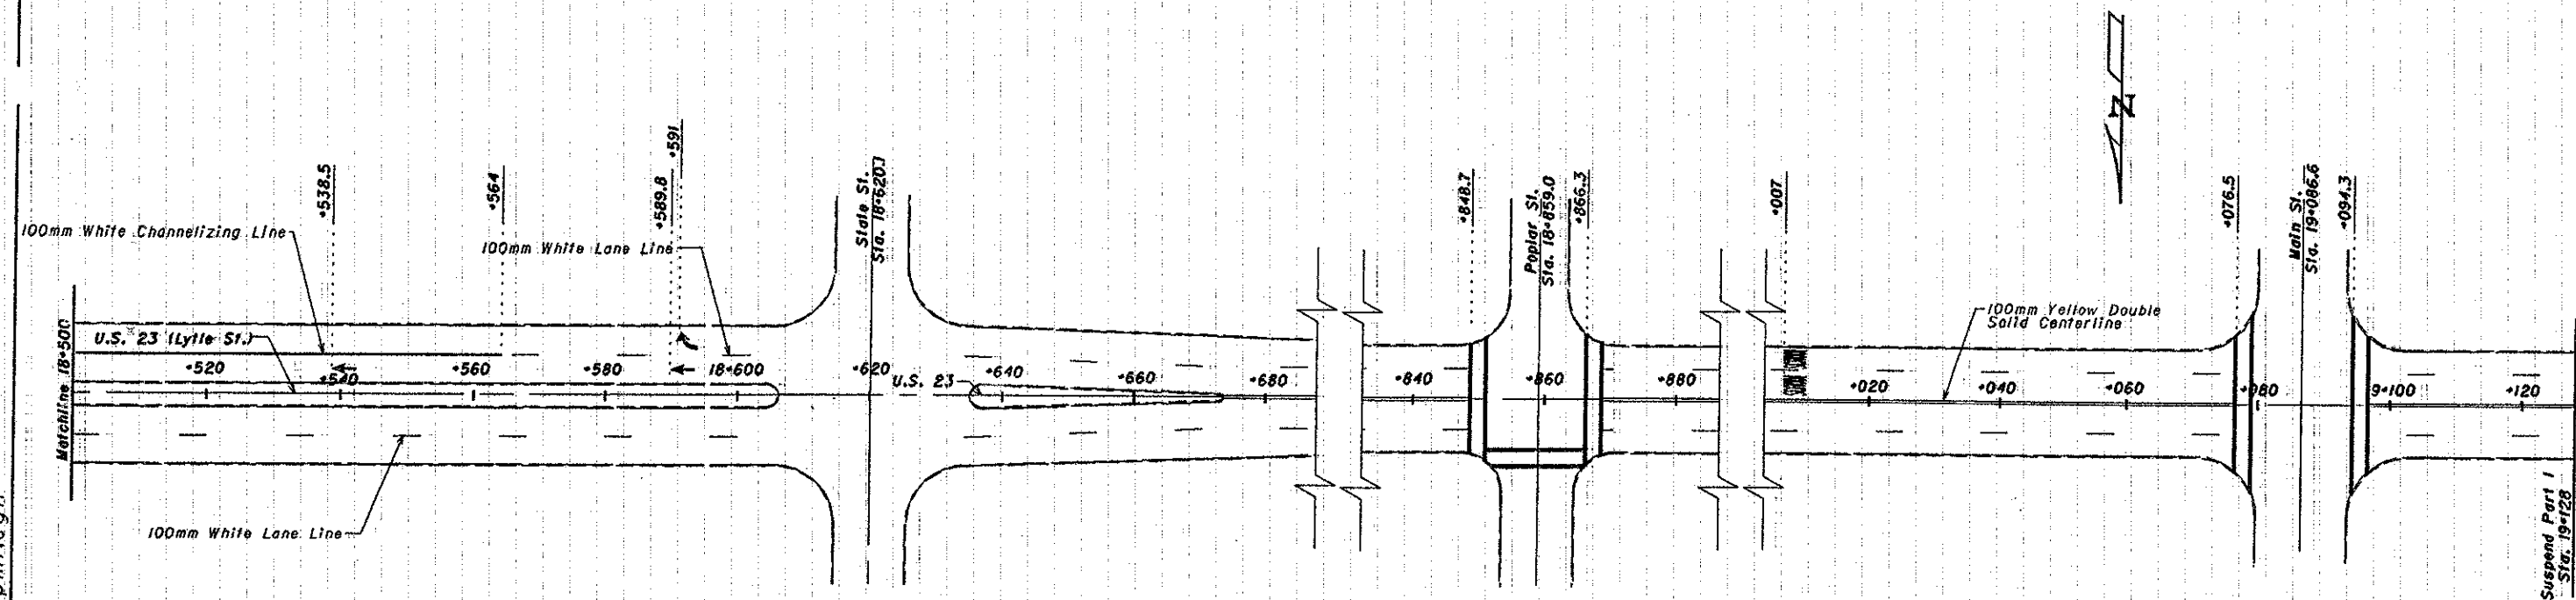 +538.5
+564
+589.8
+591
State St.
Sta. 18+620
+848.7
Poplar St.
Sta. 18+859.0
+866.3
+007
+076.5
Main St.
Sta. 19+086.6
+094.3
N
100mm White Channelizing Line
100mm White Lane Line
100mm Yellow Double
Solid Centerline
Matchline 18+500
U.S. 23 (Lytle St.)
+520
+540
+560
+580
18+600
+620
U.S. 23
+640
+660
+680
+840
+860
+880
+020
+040
+060
+080
9+100
+120
100mm White Lane Line
Suspend Part 1
Sta. 19+128